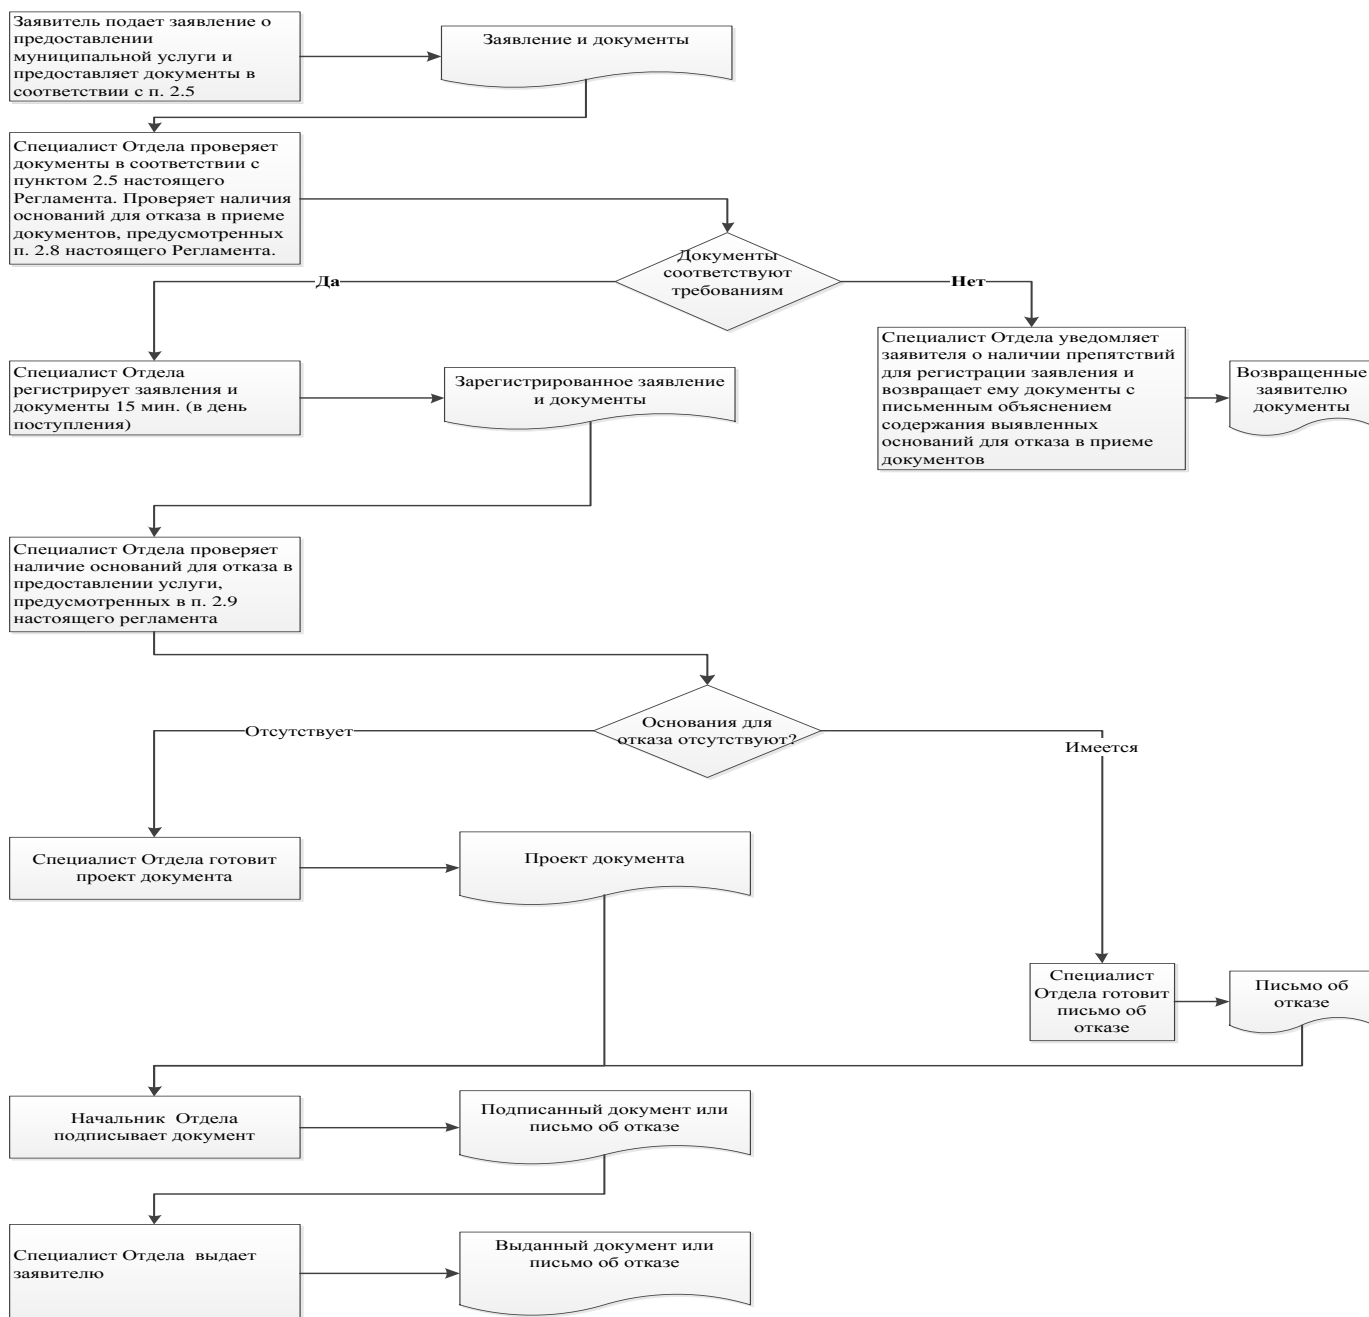 Заявитель подает заявление о
предоставлении
муниципальной услуги и
предоставляет документы в
соответствии с п. 2.5
Заявление и документы
Специалист Отдела проверяет
документы в соответствии с
пунктом 2.5 настоящего
Регламента. Проверяет наличия
оснований для отказа в приеме
документов, предусмотренных
п. 2.8 настоящего Регламента.
Документы
соответствуют
требованиям
Да
Нет
Специалист Отдела
регистрирует заявления и
документы 15 мин. (в день
поступления)
Зарегистрированное заявление
и документы
Специалист Отдела уведомляет
заявителя о наличии препятствий
для регистрации заявления и
возвращает ему документы с
письменным объяснением
содержания выявленных
оснований для отказа в приеме
документов
Возвращенные
заявителю
документы
Специалист Отдела проверяет
наличие оснований для отказа в
предоставлении услуги,
предусмотренных в п. 2.9
настоящего регламента
Основания для
отказа отсутствуют?
Отсутствует
Имеется
Специалист Отдела готовит
проект документа
Проект документа
Специалист
Отдела готовит
письмо об
отказе
Письмо об
отказе
Начальник  Отдела
подписывает документ
Подписанный документ или
письмо об отказе
Специалист Отдела  выдает
заявителю
Выданный документ или
письмо об отказе